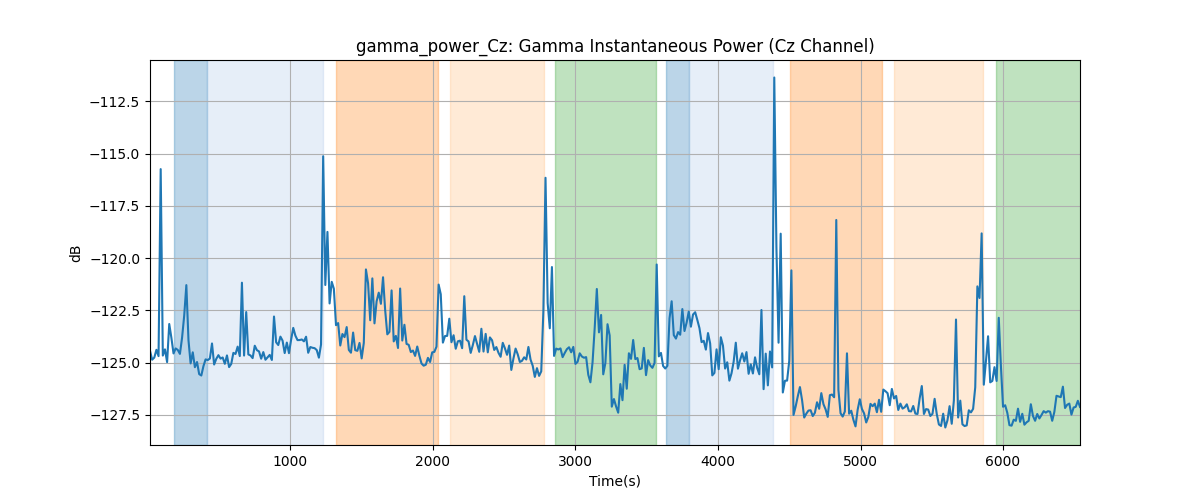 gamma_power_Cz: Gamma Instantaneous Power (Cz Channel)
−112.5
−115.0
−117.5
−120.0
−122.5
−125.0
−127.5
dB
1000 2000 3000 4000 5000 6000
Time(s)